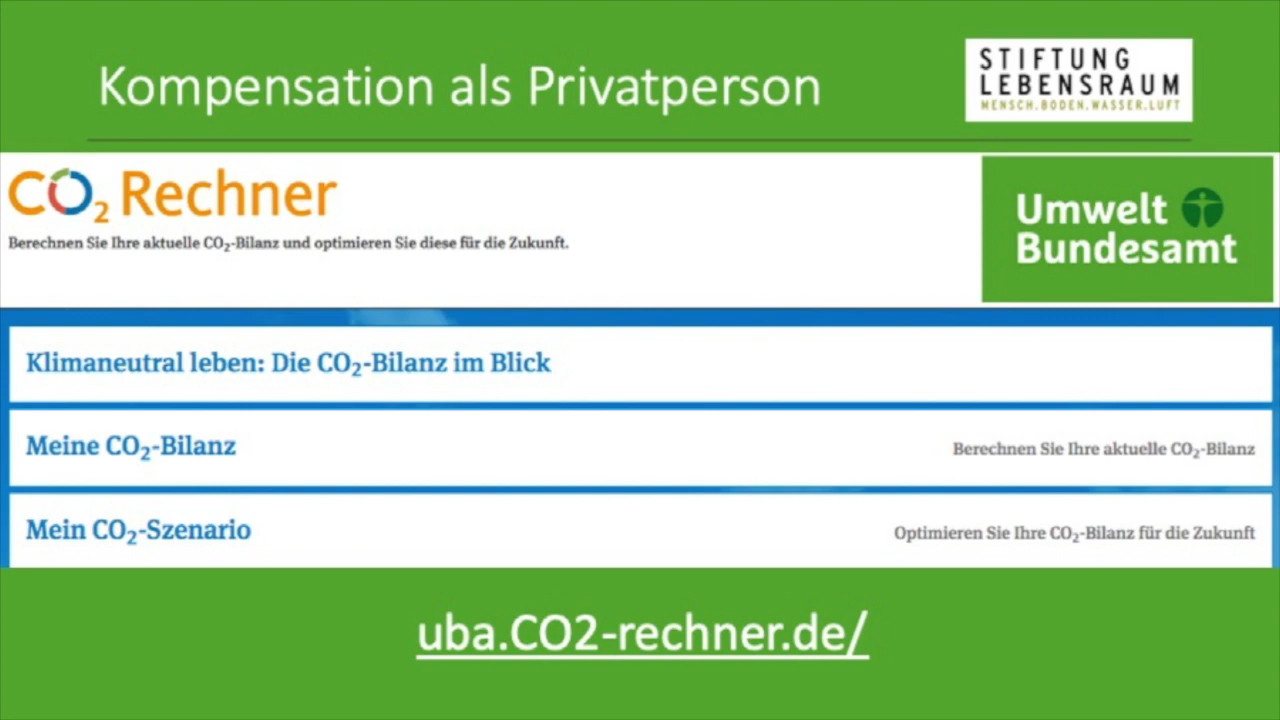 Kompensation als Privatperson
STIFTUNG
LEBENSRAUM
MENSCH.BODEN.WASSER.LUFT
CO₂ Rechner
Berechnen Sie Ihre aktuelle CO₂-Bilanz und optimieren Sie diese für die Zukunft.
Umwelt
Bundesamt
Klimaneutral leben: Die CO₂-Bilanz im Blick
Meine CO₂-Bilanz
Berechnen Sie Ihre aktuelle CO₂-Bilanz
Mein CO₂-Szenario
Optimieren Sie Ihre CO₂-Bilanz für die Zukunft
uba.CO2-rechner.de/